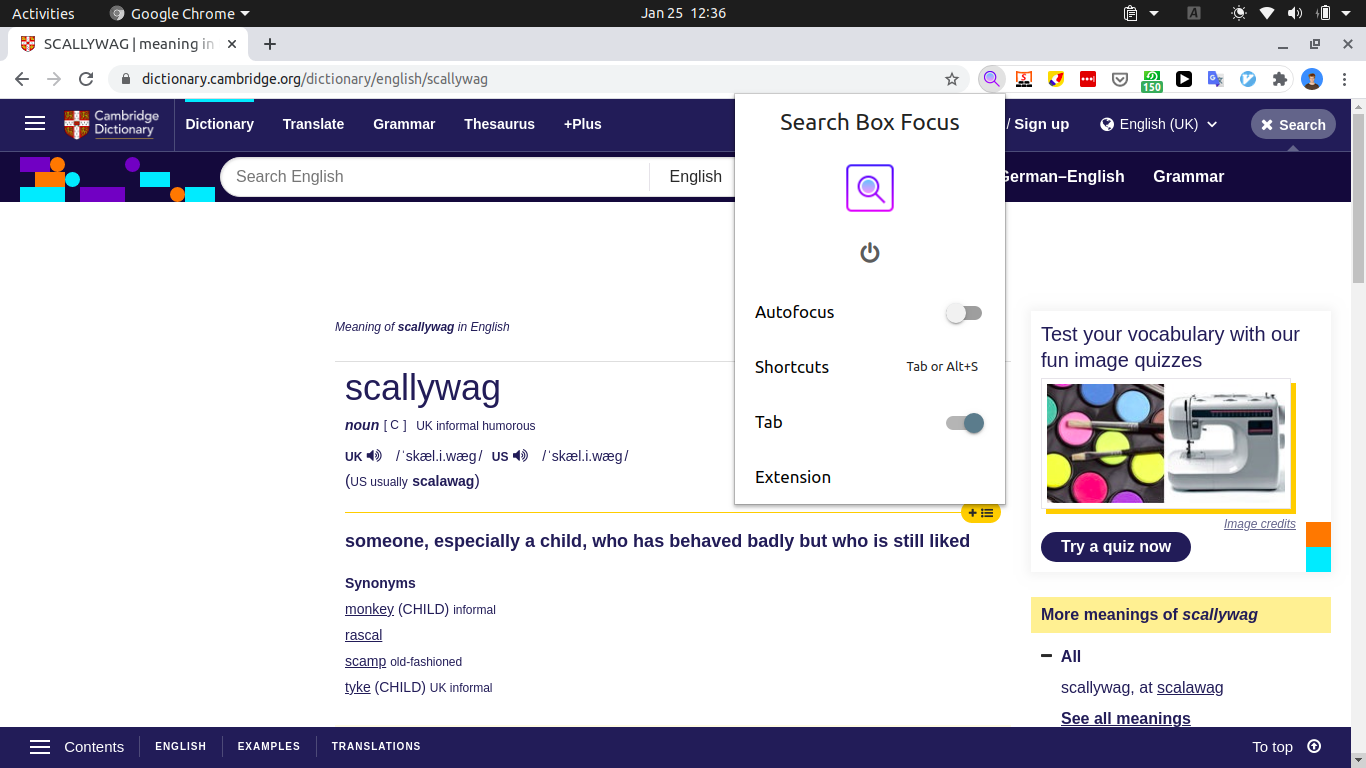 Activities
Google Chrome
Jan 25 12:36
A
SCALLYWAG | meaning in
dictionary.cambridge.org/dictionary/english/scallywag
150
Cambridge
Dictionary
Dictionary
Translate
Grammar
Thesaurus
+Plus
/ Sign up
English (UK)
Search
Search English
English
German–English
Grammar
Search Box Focus
Autofocus
Shortcuts
Tab or Alt+S
Tab
Extension
Meaning of scallywag in English
scallywag
noun [ C ] UK informal humorous
UK /ˈskæl.i.wæɡ/ US /ˈskæl.i.wæɡ/
(US usually scalawag)
someone, especially a child, who has behaved badly but who is still liked
Synonyms
monkey (CHILD) informal
rascal
scamp old-fashioned
tyke (CHILD) UK informal
Test your vocabulary with our
fun image quizzes
Image credits
Try a quiz now
More meanings of scallywag
All
scallywag, at scalawag
See all meanings
Contents
ENGLISH
EXAMPLES
TRANSLATIONS
To top